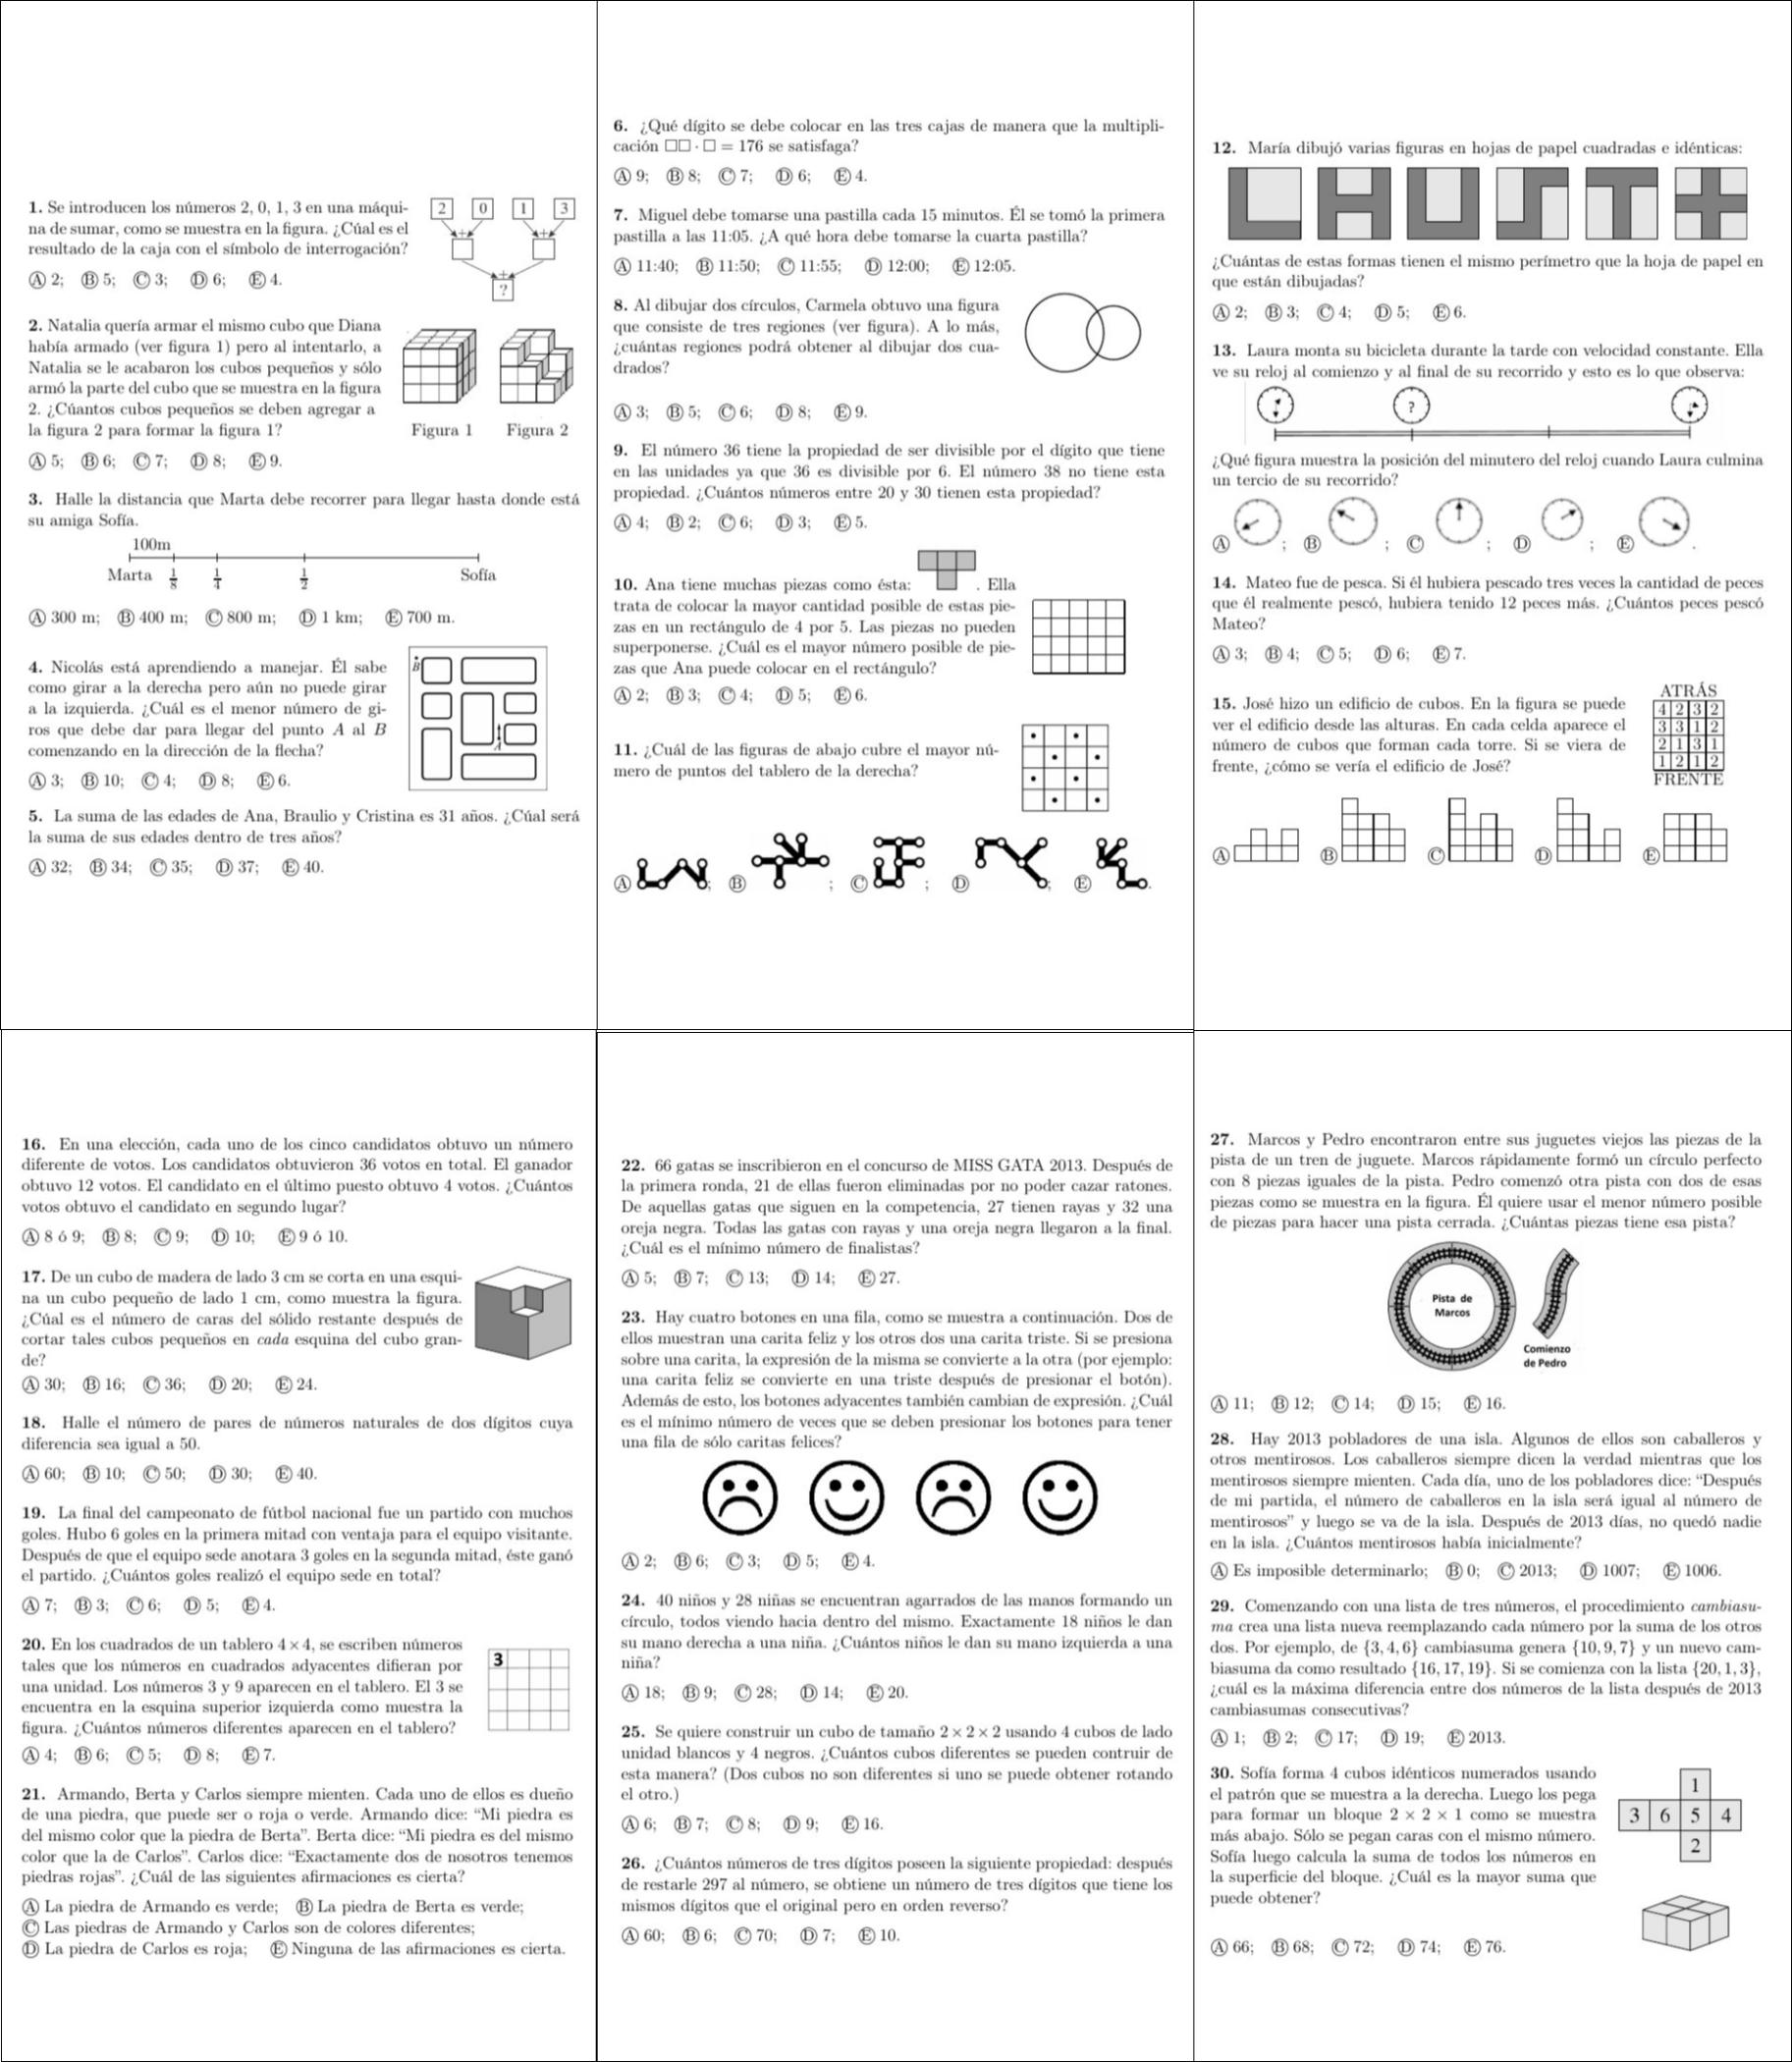 1. Se introducen los números 2, 0, 1, 3 en una máqui-
na de sumar, como se muestra en la figura. ¿Cúal es el
resultado de la caja con el símbolo de interrogación?
Ⓐ 2; Ⓑ 5; Ⓒ 3; Ⓓ 6; Ⓔ 4.
2 0 1 3
+ +
+
?
2. Natalia quería armar el mismo cubo que Diana
había armado (ver figura 1) pero al intentarlo, a
Natalia se le acabaron los cubos pequeños y sólo
armó la parte del cubo que se muestra en la figura
2. ¿Cúantos cubos pequeños se deben agregar a
la figura 2 para formar la figura 1?
Figura 1 Figura 2
Ⓐ 5; Ⓑ 6; Ⓒ 7; Ⓓ 8; Ⓔ 9.
3. Halle la distancia que Marta debe recorrer para llegar hasta donde está
su amiga Sofía.
100m
Marta 1/8 1/4 1/2 Sofía
Ⓐ 300 m; Ⓑ 400 m; Ⓒ 800 m; Ⓓ 1 km; Ⓔ 700 m.
4. Nicolás está aprendiendo a manejar. Él sabe
como girar a la derecha pero aún no puede girar
a la izquierda. ¿Cuál es el menor número de gi-
ros que debe dar para llegar del punto A al B
comenzando en la dirección de la flecha?
B
A
Ⓐ 3; Ⓑ 10; Ⓒ 4; Ⓓ 8; Ⓔ 6.
5. La suma de las edades de Ana, Braulio y Cristina es 31 años. ¿Cúal será
la suma de sus edades dentro de tres años?
Ⓐ 32; Ⓑ 34; Ⓒ 35; Ⓓ 37; Ⓔ 40.
6. ¿Qué dígito se debe colocar en las tres cajas de manera que la multipli-
cación □□ · □ = 176 se satisfaga?
Ⓐ 9; Ⓑ 8; Ⓒ 7; Ⓓ 6; Ⓔ 4.
7. Miguel debe tomarse una pastilla cada 15 minutos. Él se tomó la primera
pastilla a las 11:05. ¿A qué hora debe tomarse la cuarta pastilla?
Ⓐ 11:40; Ⓑ 11:50; Ⓒ 11:55; Ⓓ 12:00; Ⓔ 12:05.
8. Al dibujar dos círculos, Carmela obtuvo una figura
que consiste de tres regiones (ver figura). A lo más,
¿cuántas regiones podrá obtener al dibujar dos cua-
drados?
Ⓐ 3; Ⓑ 5; Ⓒ 6; Ⓓ 8; Ⓔ 9.
9. El número 36 tiene la propiedad de ser divisible por el dígito que tiene
en las unidades ya que 36 es divisible por 6. El número 38 no tiene esta
propiedad. ¿Cuántos números entre 20 y 30 tienen esta propiedad?
Ⓐ 4; Ⓑ 2; Ⓒ 6; Ⓓ 3; Ⓔ 5.
10. Ana tiene muchas piezas como ésta: . Ella
trata de colocar la mayor cantidad posible de estas pie-
zas en un rectángulo de 4 por 5. Las piezas no pueden
superponerse. ¿Cuál es el mayor número posible de pie-
zas que Ana puede colocar en el rectángulo?
Ⓐ 2; Ⓑ 3; Ⓒ 4; Ⓓ 5; Ⓔ 6.
11. ¿Cuál de las figuras de abajo cubre el mayor nú-
mero de puntos del tablero de la derecha?
Ⓐ ; Ⓑ ; Ⓒ ; Ⓓ ; Ⓔ .
12. María dibujó varias figuras en hojas de papel cuadradas e idénticas:
¿Cuántas de estas formas tienen el mismo perímetro que la hoja de papel en
que están dibujadas?
Ⓐ 2; Ⓑ 3; Ⓒ 4; Ⓓ 5; Ⓔ 6.
13. Laura monta su bicicleta durante la tarde con velocidad constante. Ella
ve su reloj al comienzo y al final de su recorrido y esto es lo que observa:
?
¿Qué figura muestra la posición del minutero del reloj cuando Laura culmina
un tercio de su recorrido?
Ⓐ ; Ⓑ ; Ⓒ ; Ⓓ ; Ⓔ .
14. Mateo fue de pesca. Si él hubiera pescado tres veces la cantidad de peces
que él realmente pescó, hubiera tenido 12 peces más. ¿Cuántos peces pescó
Mateo?
Ⓐ 3; Ⓑ 4; Ⓒ 5; Ⓓ 6; Ⓔ 7.
15. José hizo un edificio de cubos. En la figura se puede
ver el edificio desde las alturas. En cada celda aparece el
número de cubos que forman cada torre. Si se viera de
frente, ¿cómo se vería el edificio de José?
ATRÁS
4 2 3 2
3 3 1 2
2 1 3 1
1 2 1 2
FRENTE
Ⓐ Ⓑ Ⓒ Ⓓ Ⓔ
16. En una elección, cada uno de los cinco candidatos obtuvo un número
diferente de votos. Los candidatos obtuvieron 36 votos en total. El ganador
obtuvo 12 votos. El candidato en el último puesto obtuvo 4 votos. ¿Cuántos
votos obtuvo el candidato en segundo lugar?
Ⓐ 8 ó 9; Ⓑ 8; Ⓒ 9; Ⓓ 10; Ⓔ 9 ó 10.
17. De un cubo de madera de lado 3 cm se corta en una esqui-
na un cubo pequeño de lado 1 cm, como muestra la figura.
¿Cúal es el número de caras del sólido restante después de
cortar tales cubos pequeños en cada esquina del cubo gran-
de?
Ⓐ 30; Ⓑ 16; Ⓒ 36; Ⓓ 20; Ⓔ 24.
18. Halle el número de pares de números naturales de dos dígitos cuya
diferencia sea igual a 50.
Ⓐ 60; Ⓑ 10; Ⓒ 50; Ⓓ 30; Ⓔ 40.
19. La final del campeonato de fútbol nacional fue un partido con muchos
goles. Hubo 6 goles en la primera mitad con ventaja para el equipo visitante.
Después de que el equipo sede anotara 3 goles en la segunda mitad, éste ganó
el partido. ¿Cuántos goles realizó el equipo sede en total?
Ⓐ 7; Ⓑ 3; Ⓒ 6; Ⓓ 5; Ⓔ 4.
20. En los cuadrados de un tablero 4 × 4, se escriben números
tales que los números en cuadrados adyacentes difieran por
una unidad. Los números 3 y 9 aparecen en el tablero. El 3 se
encuentra en la esquina superior izquierda como muestra la
figura. ¿Cuántos números diferentes aparecen en el tablero?
3
Ⓐ 4; Ⓑ 6; Ⓒ 5; Ⓓ 8; Ⓔ 7.
21. Armando, Berta y Carlos siempre mienten. Cada uno de ellos es dueño
de una piedra, que puede ser o roja o verde. Armando dice: “Mi piedra es
del mismo color que la piedra de Berta”. Berta dice: “Mi piedra es del mismo
color que la de Carlos”. Carlos dice: “Exactamente dos de nosotros tenemos
piedras rojas”. ¿Cuál de las siguientes afirmaciones es cierta?
Ⓐ La piedra de Armando es verde; Ⓑ La piedra de Berta es verde;
Ⓒ Las piedras de Armando y Carlos son de colores diferentes;
Ⓓ La piedra de Carlos es roja; Ⓔ Ninguna de las afirmaciones es cierta.
22. 66 gatas se inscribieron en el concurso de MISS GATA 2013. Después de
la primera ronda, 21 de ellas fueron eliminadas por no poder cazar ratones.
De aquellas gatas que siguen en la competencia, 27 tienen rayas y 32 una
oreja negra. Todas las gatas con rayas y una oreja negra llegaron a la final.
¿Cuál es el mínimo número de finalistas?
Ⓐ 5; Ⓑ 7; Ⓒ 13; Ⓓ 14; Ⓔ 27.
23. Hay cuatro botones en una fila, como se muestra a continuación. Dos de
ellos muestran una carita feliz y los otros dos una carita triste. Si se presiona
sobre una carita, la expresión de la misma se convierte a la otra (por ejemplo:
una carita feliz se convierte en una triste después de presionar el botón).
Además de esto, los botones adyacentes también cambian de expresión. ¿Cuál
es el mínimo número de veces que se deben presionar los botones para tener
una fila de sólo caritas felices?
Ⓐ 2; Ⓑ 6; Ⓒ 3; Ⓓ 5; Ⓔ 4.
24. 40 niños y 28 niñas se encuentran agarrados de las manos formando un
círculo, todos viendo hacia dentro del mismo. Exactamente 18 niños le dan
su mano derecha a una niña. ¿Cuántos niños le dan su mano izquierda a una
niña?
Ⓐ 18; Ⓑ 9; Ⓒ 28; Ⓓ 14; Ⓔ 20.
25. Se quiere construir un cubo de tamaño 2 × 2 × 2 usando 4 cubos de lado
unidad blancos y 4 negros. ¿Cuántos cubos diferentes se pueden contruir de
esta manera? (Dos cubos no son diferentes si uno se puede obtener rotando
el otro.)
Ⓐ 6; Ⓑ 7; Ⓒ 8; Ⓓ 9; Ⓔ 16.
26. ¿Cuántos números de tres dígitos poseen la siguiente propiedad: después
de restarle 297 al número, se obtiene un número de tres dígitos que tiene los
mismos dígitos que el original pero en orden reverso?
Ⓐ 60; Ⓑ 6; Ⓒ 70; Ⓓ 7; Ⓔ 10.
27. Marcos y Pedro encontraron entre sus juguetes viejos las piezas de la
pista de un tren de juguete. Marcos rápidamente formó un círculo perfecto
con 8 piezas iguales de la pista. Pedro comenzó otra pista con dos de esas
piezas como se muestra en la figura. Él quiere usar el menor número posible
de piezas para hacer una pista cerrada. ¿Cuántas piezas tiene esa pista?
Pista de
Marcos
Comienzo
de Pedro
Ⓐ 11; Ⓑ 12; Ⓒ 14; Ⓓ 15; Ⓔ 16.
28. Hay 2013 pobladores de una isla. Algunos de ellos son caballeros y
otros mentirosos. Los caballeros siempre dicen la verdad mientras que los
mentirosos siempre mienten. Cada día, uno de los pobladores dice: “Después
de mi partida, el número de caballeros en la isla será igual al número de
mentirosos” y luego se va de la isla. Después de 2013 días, no quedó nadie
en la isla. ¿Cuántos mentirosos había inicialmente?
Ⓐ Es imposible determinarlo; Ⓑ 0; Ⓒ 2013; Ⓓ 1007; Ⓔ 1006.
29. Comenzando con una lista de tres números, el procedimiento cambiasu-
ma crea una lista nueva reemplazando cada número por la suma de los otros
dos. Por ejemplo, de {3, 4, 6} cambiasuma genera {10, 9, 7} y un nuevo cam-
biasuma da como resultado {16, 17, 19}. Si se comienza con la lista {20, 1, 3},
¿cuál es la máxima diferencia entre dos números de la lista después de 2013
cambiasumas consecutivas?
Ⓐ 1; Ⓑ 2; Ⓒ 17; Ⓓ 19; Ⓔ 2013.
30. Sofía forma 4 cubos idénticos numerados usando
el patrón que se muestra a la derecha. Luego los pega
para formar un bloque 2 × 2 × 1 como se muestra
más abajo. Sólo se pegan caras con el mismo número.
Sofía luego calcula la suma de todos los números en
la superficie del bloque. ¿Cuál es la mayor suma que
puede obtener?
1
3 6 5 4
2
Ⓐ 66; Ⓑ 68; Ⓒ 72; Ⓓ 74; Ⓔ 76.